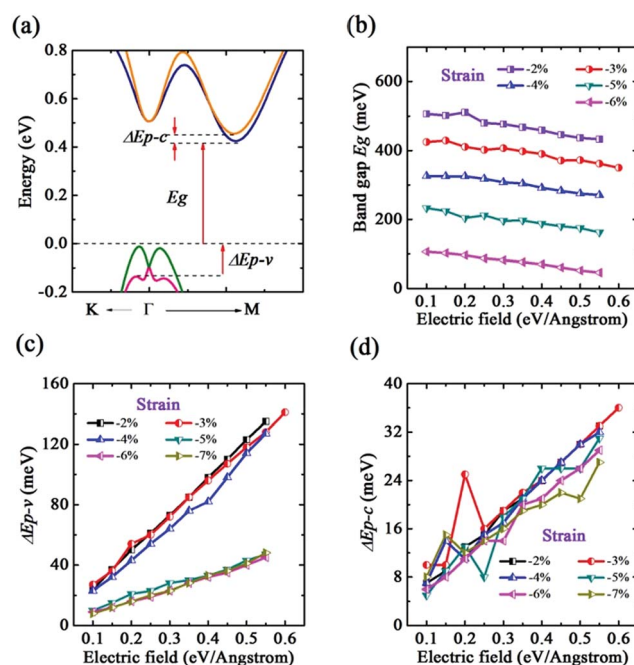 (a)
0.8
0.6
0.4
0.2
0.0
-0.2
Energy (eV)
ΔEp-c
Eg
ΔEp-v
K Γ M
(b)
Strain
-2% -3%
-4% -5%
-6%
600
400
200
0
Band gap Eg (meV)
0.1 0.2 0.3 0.4 0.5 0.6
Electric field (eV/Angstrom)
(c)
Strain
-2% -3%
-4% -5%
-6% -7%
160
120
80
40
0
ΔEp-v (meV)
0.1 0.2 0.3 0.4 0.5 0.6
Electric field (eV/Angstrom)
(d)
40
32
24
16
8
0
ΔEp-c (meV)
Strain
-2% -3%
-4% -5%
-6% -7%
0.1 0.2 0.3 0.4 0.5 0.6
Electric field (eV/Angstrom)